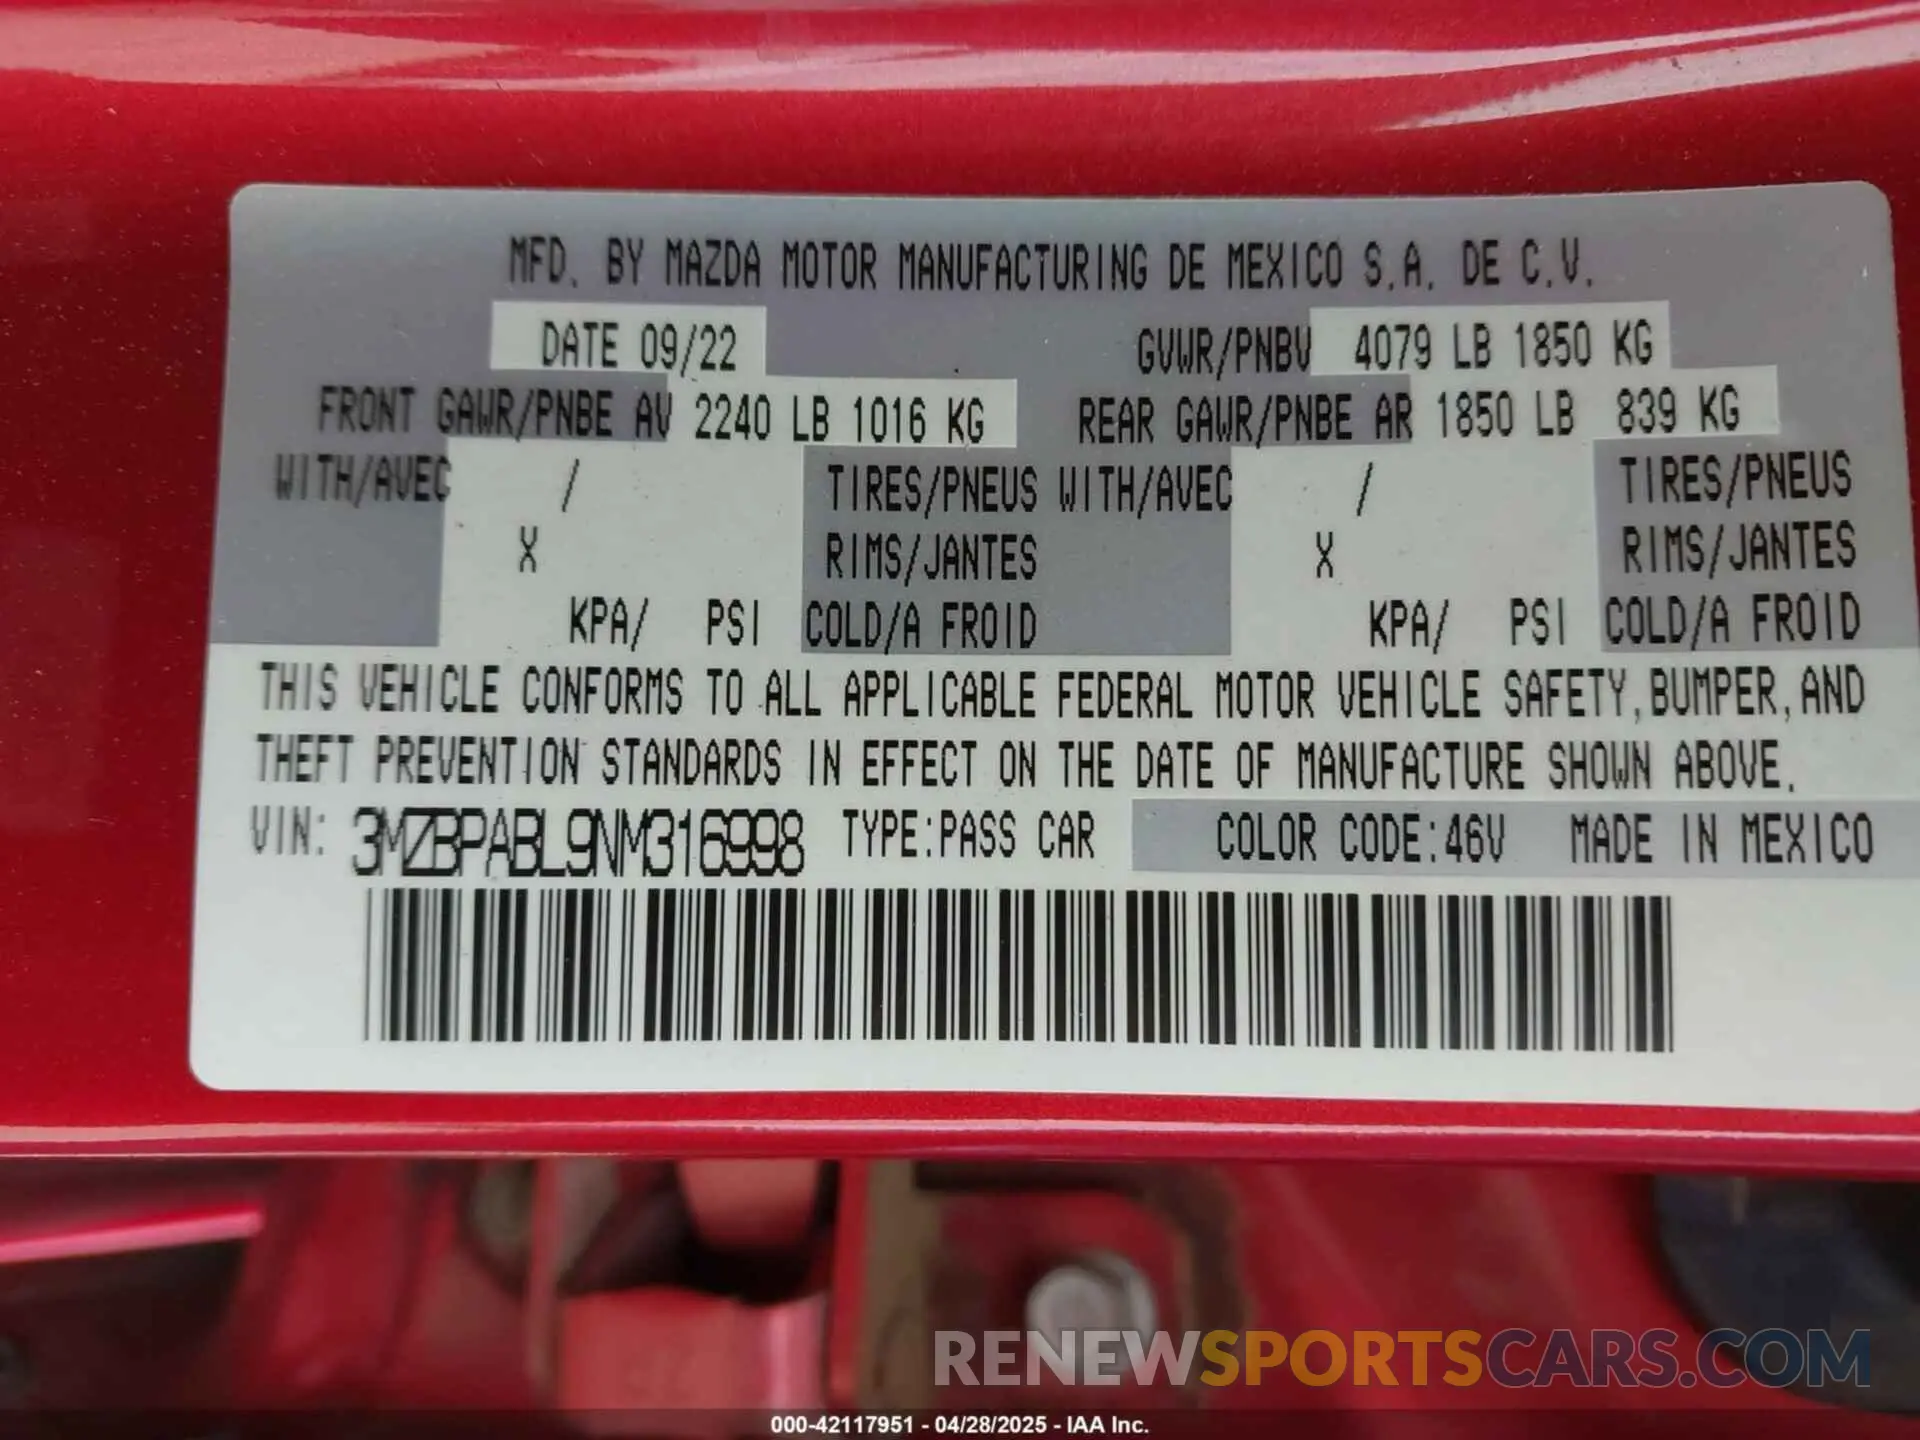 MFD. BY MAZDA MOTOR MANUFACTURING DE MEXICO S.A. DE C.V.
DATE 09/22 GVWR/PNBV 4079 LB 1850 KG
FRONT GAWR/PNBE AV 2240 LB 1016 KG REAR GAWR/PNBE AR 1850 LB 839 KG
WITH/AVEC / TIRES/PNEUS WITH/AVEC / TIRES/PNEUS
X RIMS/JANTES X RIMS/JANTES
KPA/ PSI COLD/A FROID KPA/ PSI COLD/A FROID
THIS VEHICLE CONFORMS TO ALL APPLICABLE FEDERAL MOTOR VEHICLE SAFETY, BUMPER, AND
THEFT PREVENTION STANDARDS IN EFFECT ON THE DATE OF MANUFACTURE SHOWN ABOVE.
VIN: 3MZBPABL9NM316998 TYPE:PASS CAR COLOR CODE:46V MADE IN MEXICO
RENEWSPORTSCARS.COM
000-42117951 - 04/28/2025 - IAA Inc.